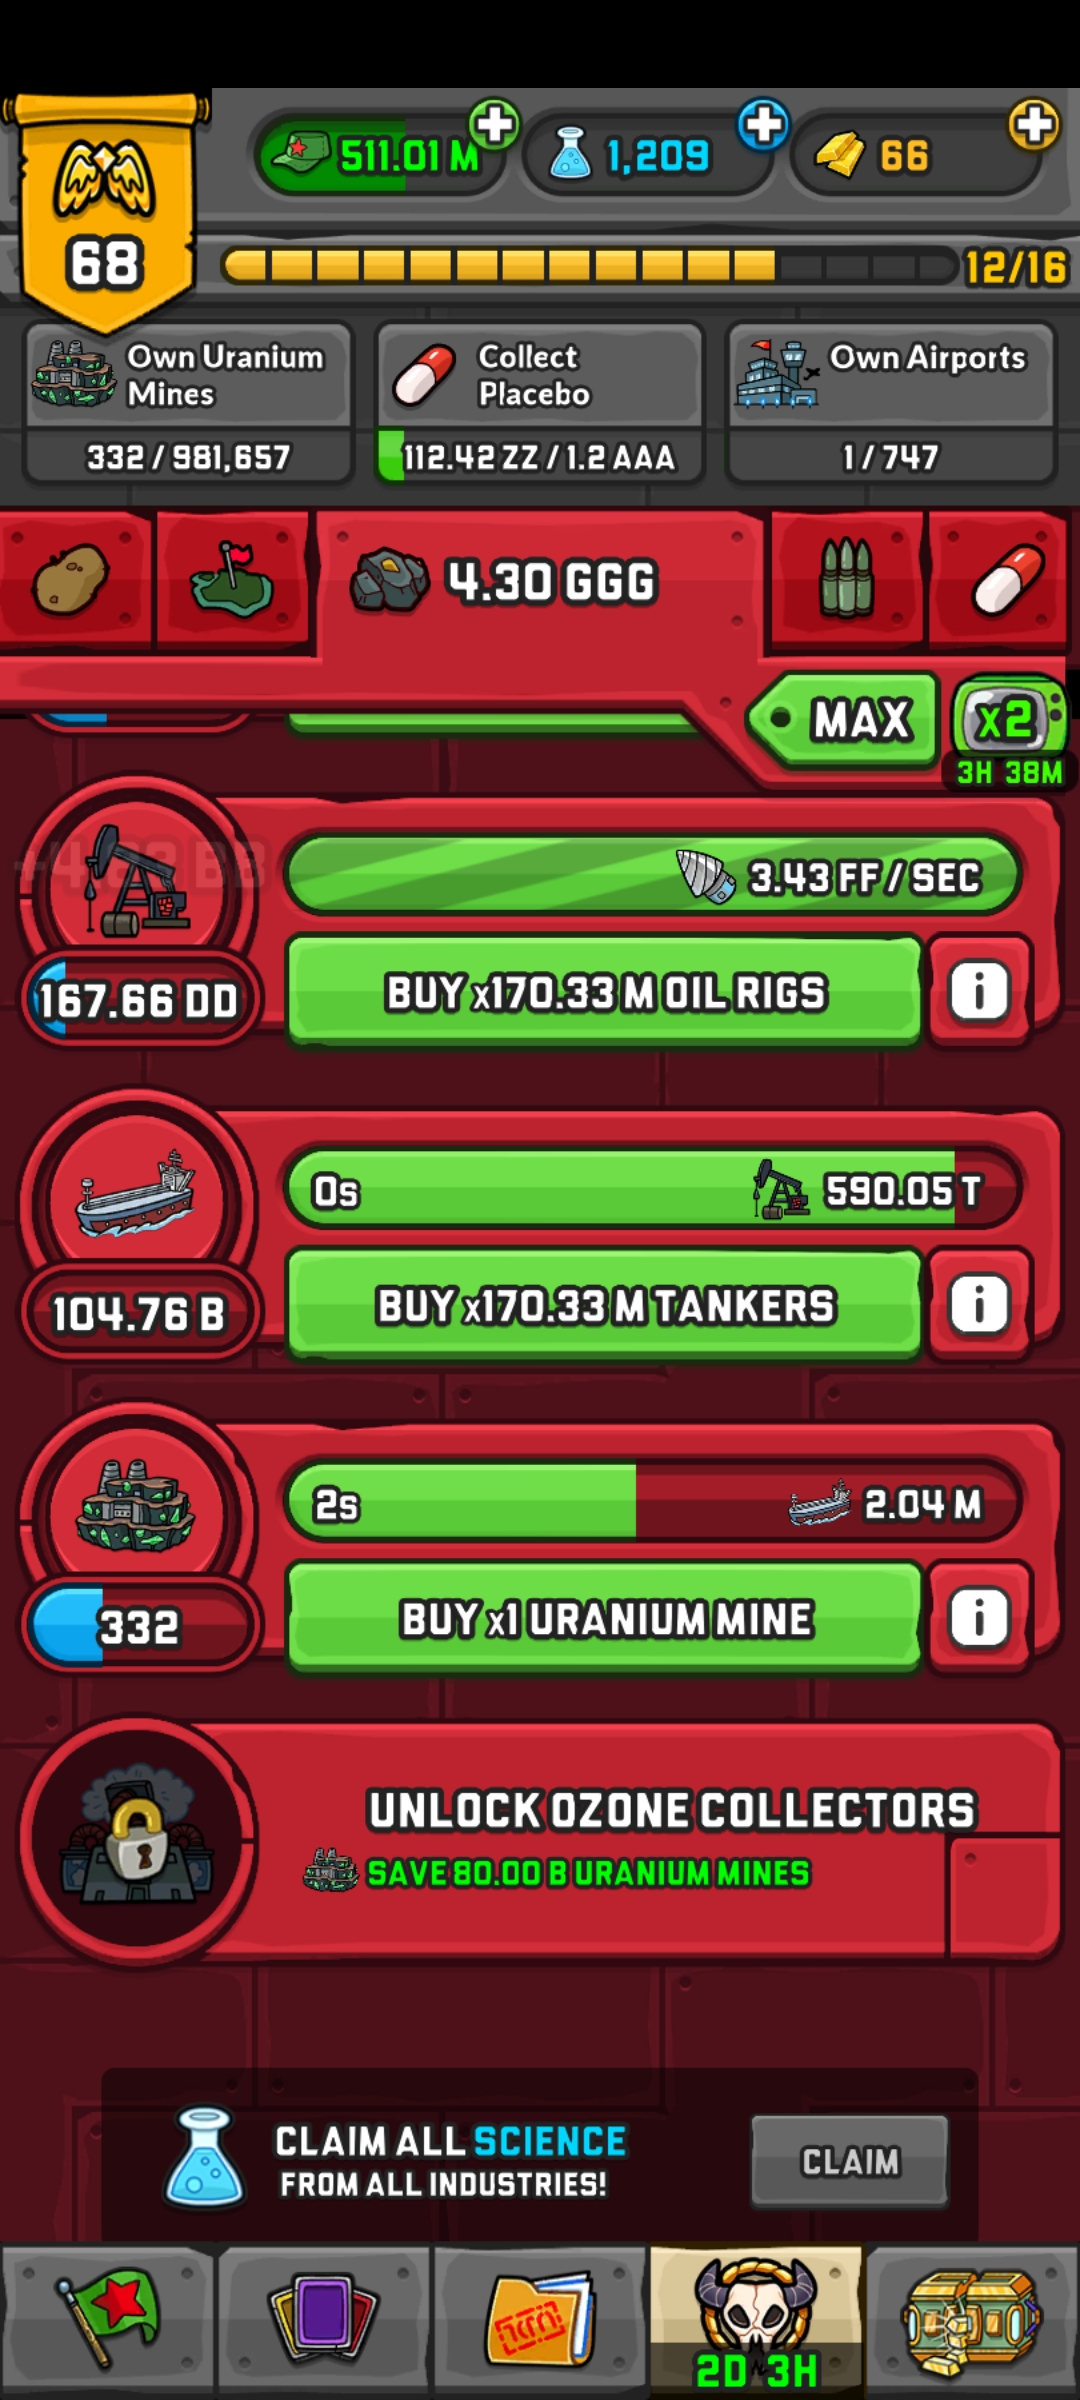 511.01 M
1,209
66
68
12/16
Own Uranium
Mines
332 / 981,657
Collect
Placebo
112.42 ZZ / 1.2 AAA
Own Airports
1 / 747
4.30 GGG
MAX
x2
3H 38M
3.43 FF / SEC
167.66 DD
BUY x170.33 M OIL RIGS
i
0s
590.05 T
104.76 B
BUY x170.33 M TANKERS
i
2s
2.04 M
332
BUY x1 URANIUM MINE
i
UNLOCK OZONE COLLECTORS
SAVE 80.00 B URANIUM MINES
CLAIM ALL SCIENCE
FROM ALL INDUSTRIES!
CLAIM
2D 3H